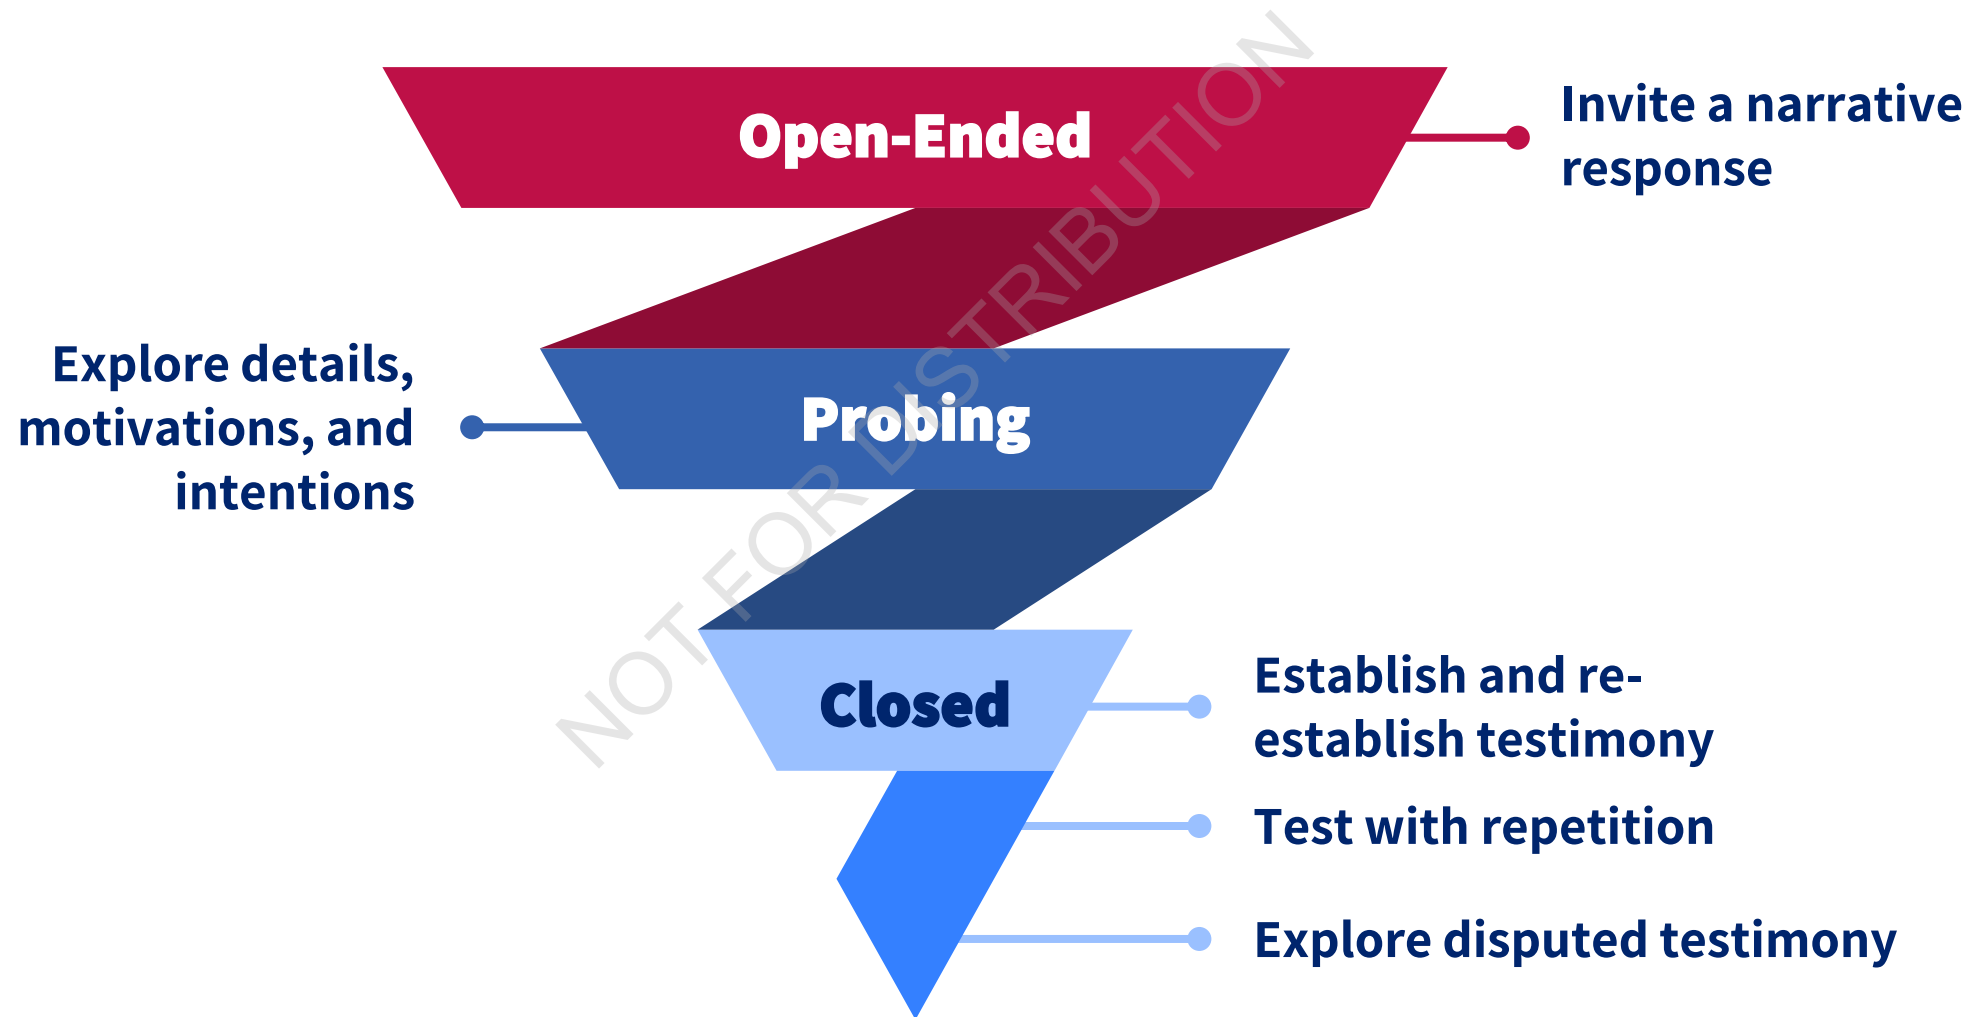 Open-Ended
Invite a narrative
response
Explore details,
motivations, and
intentions
Probing
Closed
Establish and re-
establish testimony
Test with repetition
Explore disputed testimony
NOT FOR DISTRIBUTION